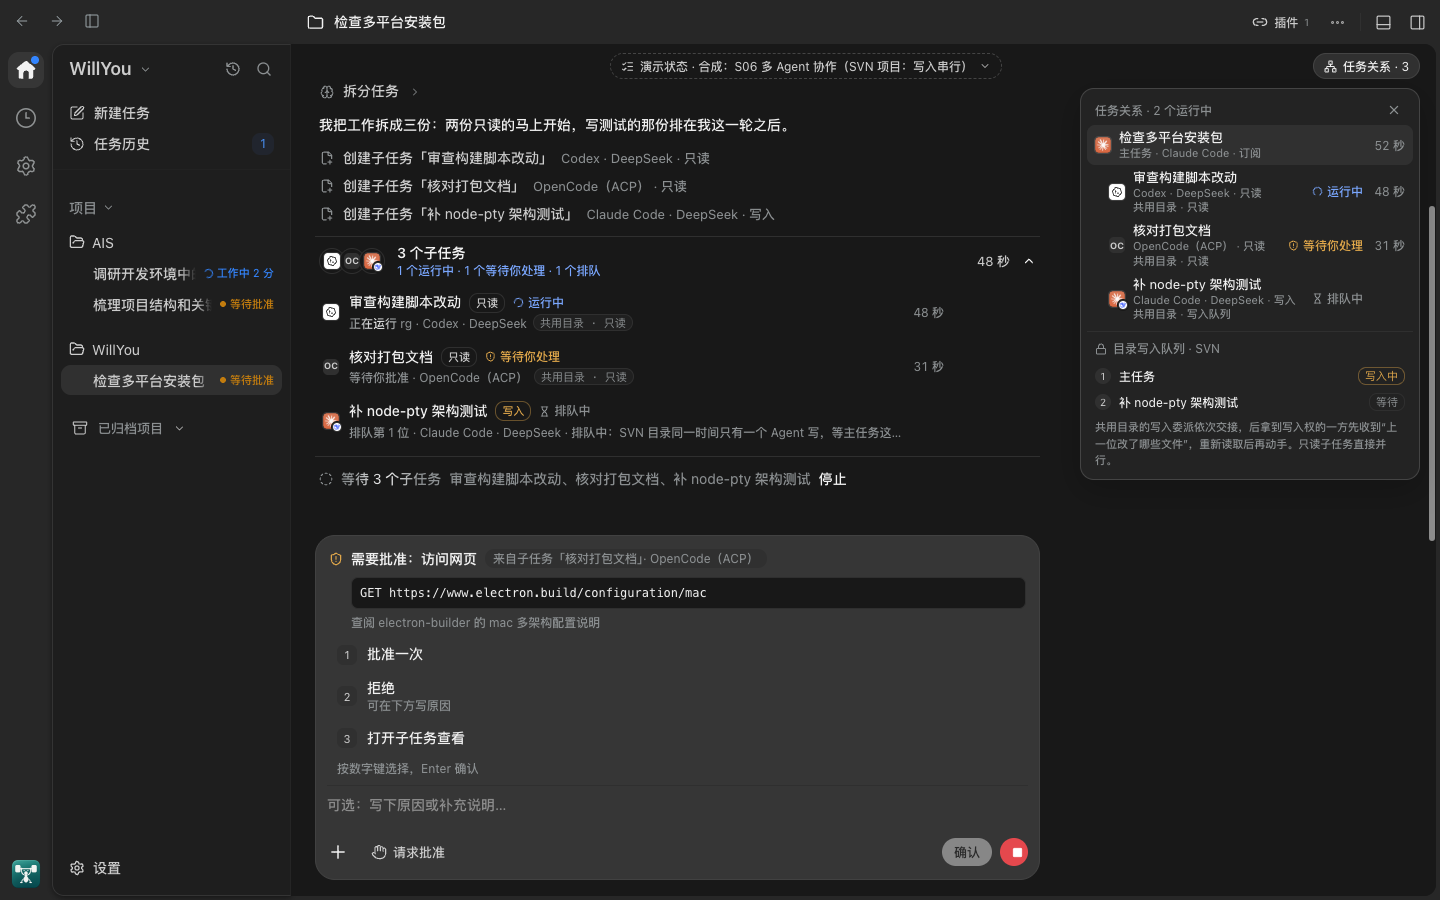 检查多平台安装包
插件 1
WillYou
新建任务
任务历史 1
项目
AIS
调研开发环境中 工作中 2 分
梳理项目结构和关 等待批准
WillYou
检查多平台安装包 等待批准
已归档项目
设置
演示状态 · 合成：S06 多 Agent 协作（SVN 项目：写入串行）
拆分任务
我把工作拆成三份：两份只读的马上开始，写测试的那份排在我这一轮之后。
创建子任务「审查构建脚本改动」 Codex · DeepSeek · 只读
创建子任务「核对打包文档」 OpenCode（ACP） · 只读
创建子任务「补 node-pty 架构测试」 Claude Code · DeepSeek · 写入
3 个子任务
1 个运行中 · 1 个等待你处理 · 1 个排队
48 秒
审查构建脚本改动 只读 运行中
正在运行 rg · Codex · DeepSeek 共用目录 · 只读
48 秒
OC 核对打包文档 只读 等待你处理
等待你批准 · OpenCode（ACP） 共用目录 · 只读
31 秒
补 node-pty 架构测试 写入 排队中
排队第 1 位 · Claude Code · DeepSeek · 排队中：SVN 目录同一时间只有一个 Agent 写，等主任务这…
等待 3 个子任务 审查构建脚本改动、核对打包文档、补 node-pty 架构测试 停止
需要批准：访问网页 来自子任务「核对打包文档」· OpenCode（ACP）
GET https://www.electron.build/configuration/mac
查阅 electron-builder 的 mac 多架构配置说明
1 批准一次
2 拒绝
可在下方写原因
3 打开子任务查看
按数字键选择，Enter 确认
可选：写下原因或补充说明...
请求批准
确认
任务关系 · 3
任务关系 · 2 个运行中
检查多平台安装包
主任务 · Claude Code · 订阅
52 秒
审查构建脚本改动
Codex · DeepSeek · 只读
共用目录 · 只读
运行中 48 秒
OC 核对打包文档
OpenCode（ACP） · 只读
共用目录 · 只读
等待你处理 31 秒
补 node-pty 架构测试
Claude Code · DeepSeek · 写入
共用目录 · 写入队列
排队中
目录写入队列 · SVN
1 主任务 写入中
2 补 node-pty 架构测试 等待
共用目录的写入委派依次交接，后拿到写入权的一方先收到“上
一位改了哪些文件”，重新读取后再动手。只读子任务直接并
行。